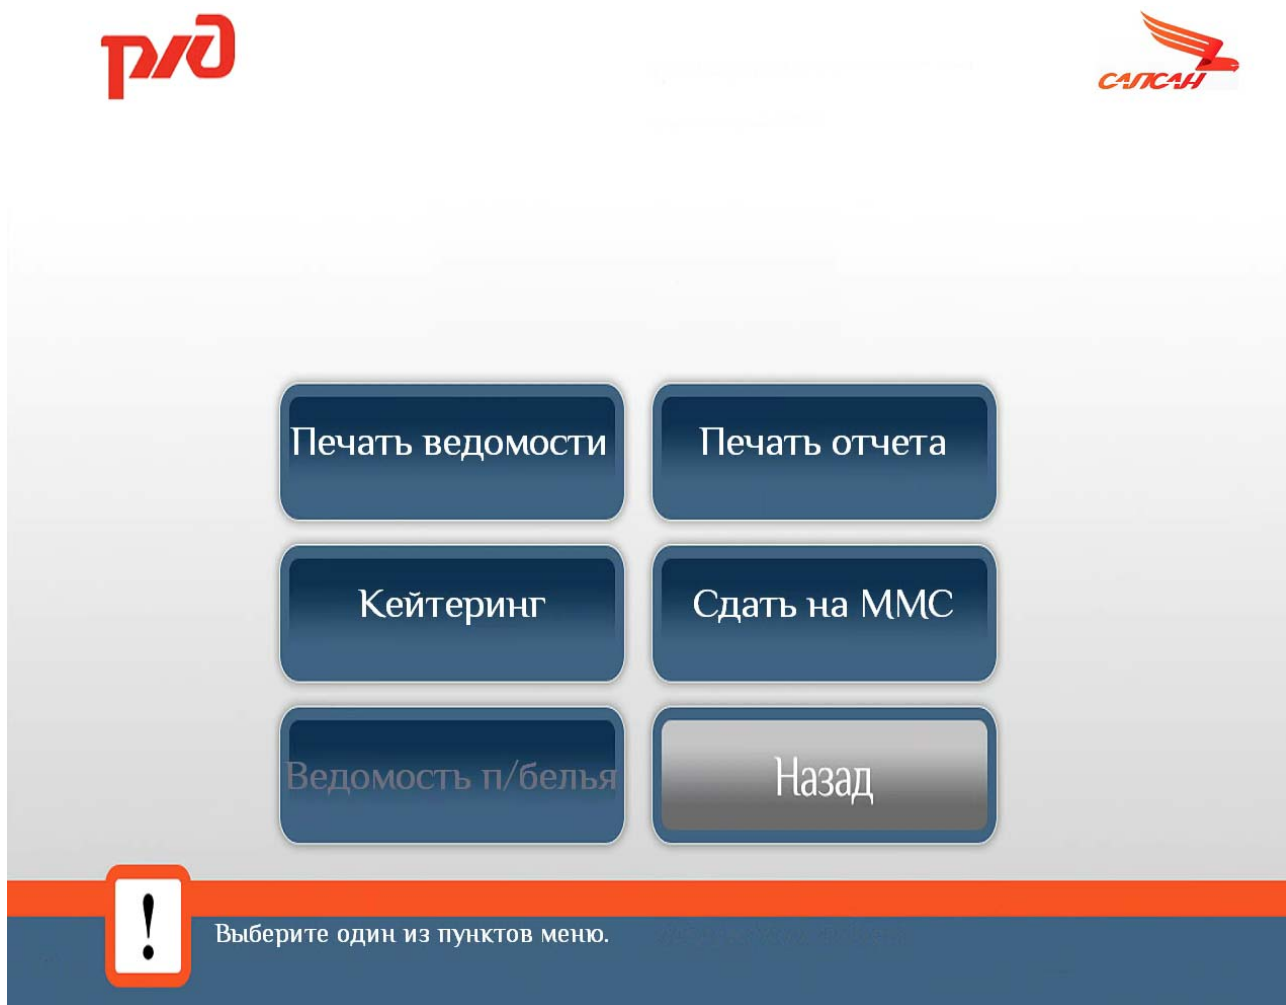 РЖД
САПСАН
Печать ведомости
Печать отчета
Кейтеринг
Сдать на ММС
Ведомость п/белья
Назад
!
Выберите один из пунктов меню.